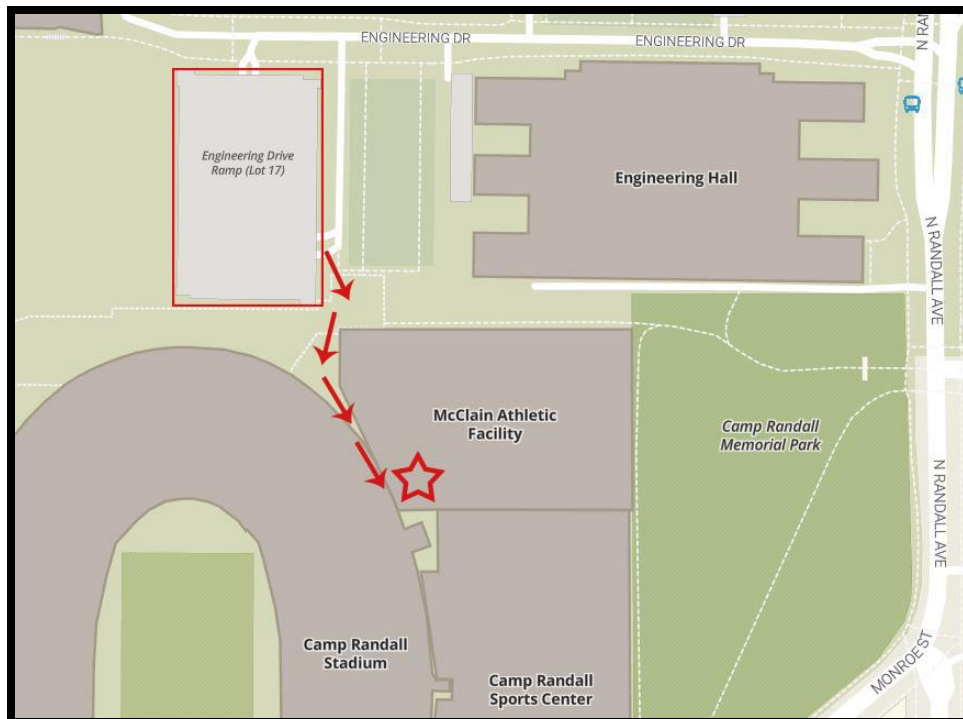 ENGINEERING DR
ENGINEERING DR
N RA
Engineering Drive
Ramp (Lot 17)
Engineering Hall
N RANDALL AVE
McClain Athletic
Facility
Camp Randall
Memorial Park
N RANDALL AVE
Camp Randall
Stadium
Camp Randall
Sports Center
MONROE ST